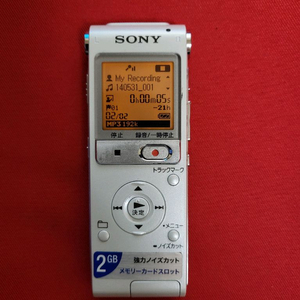 SONY
My Recording
140531_001
0h00m05s
01 -21h
02/02
MP3 192k
停止 録音/一時停止
トラックマーク
決定
•メニュー
•ノイズカット
2GB
強力ノイズカット
メモリーカードスロット